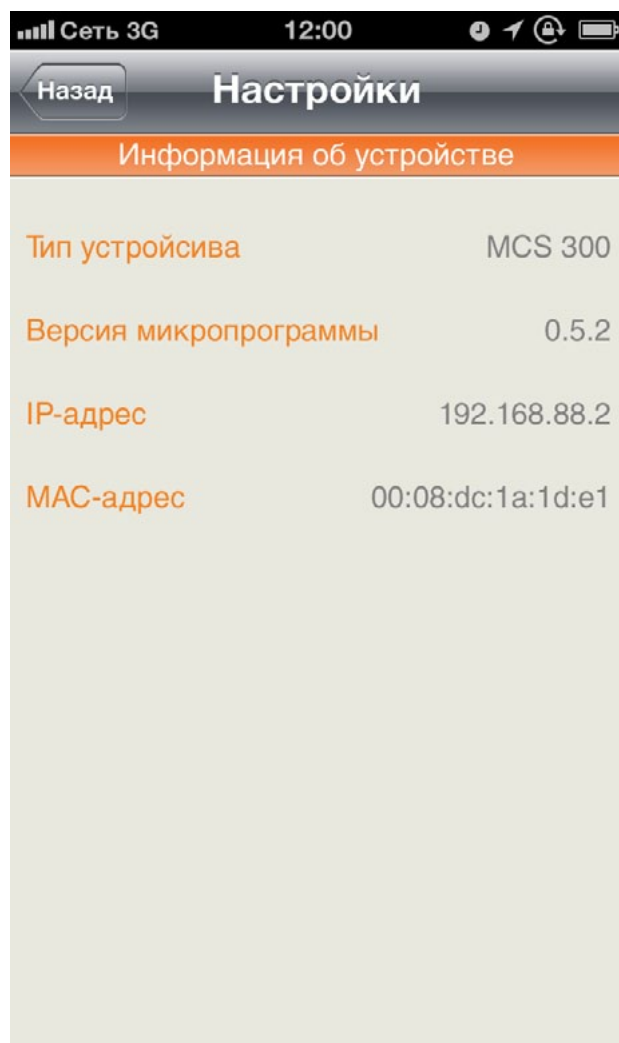 Сеть 3G 12:00
Назад Настройки
Информация об устройстве
Тип устройсива MCS 300
Версия микропрограммы 0.5.2
IP-адрес 192.168.88.2
MAC-адрес 00:08:dc:1a:1d:e1